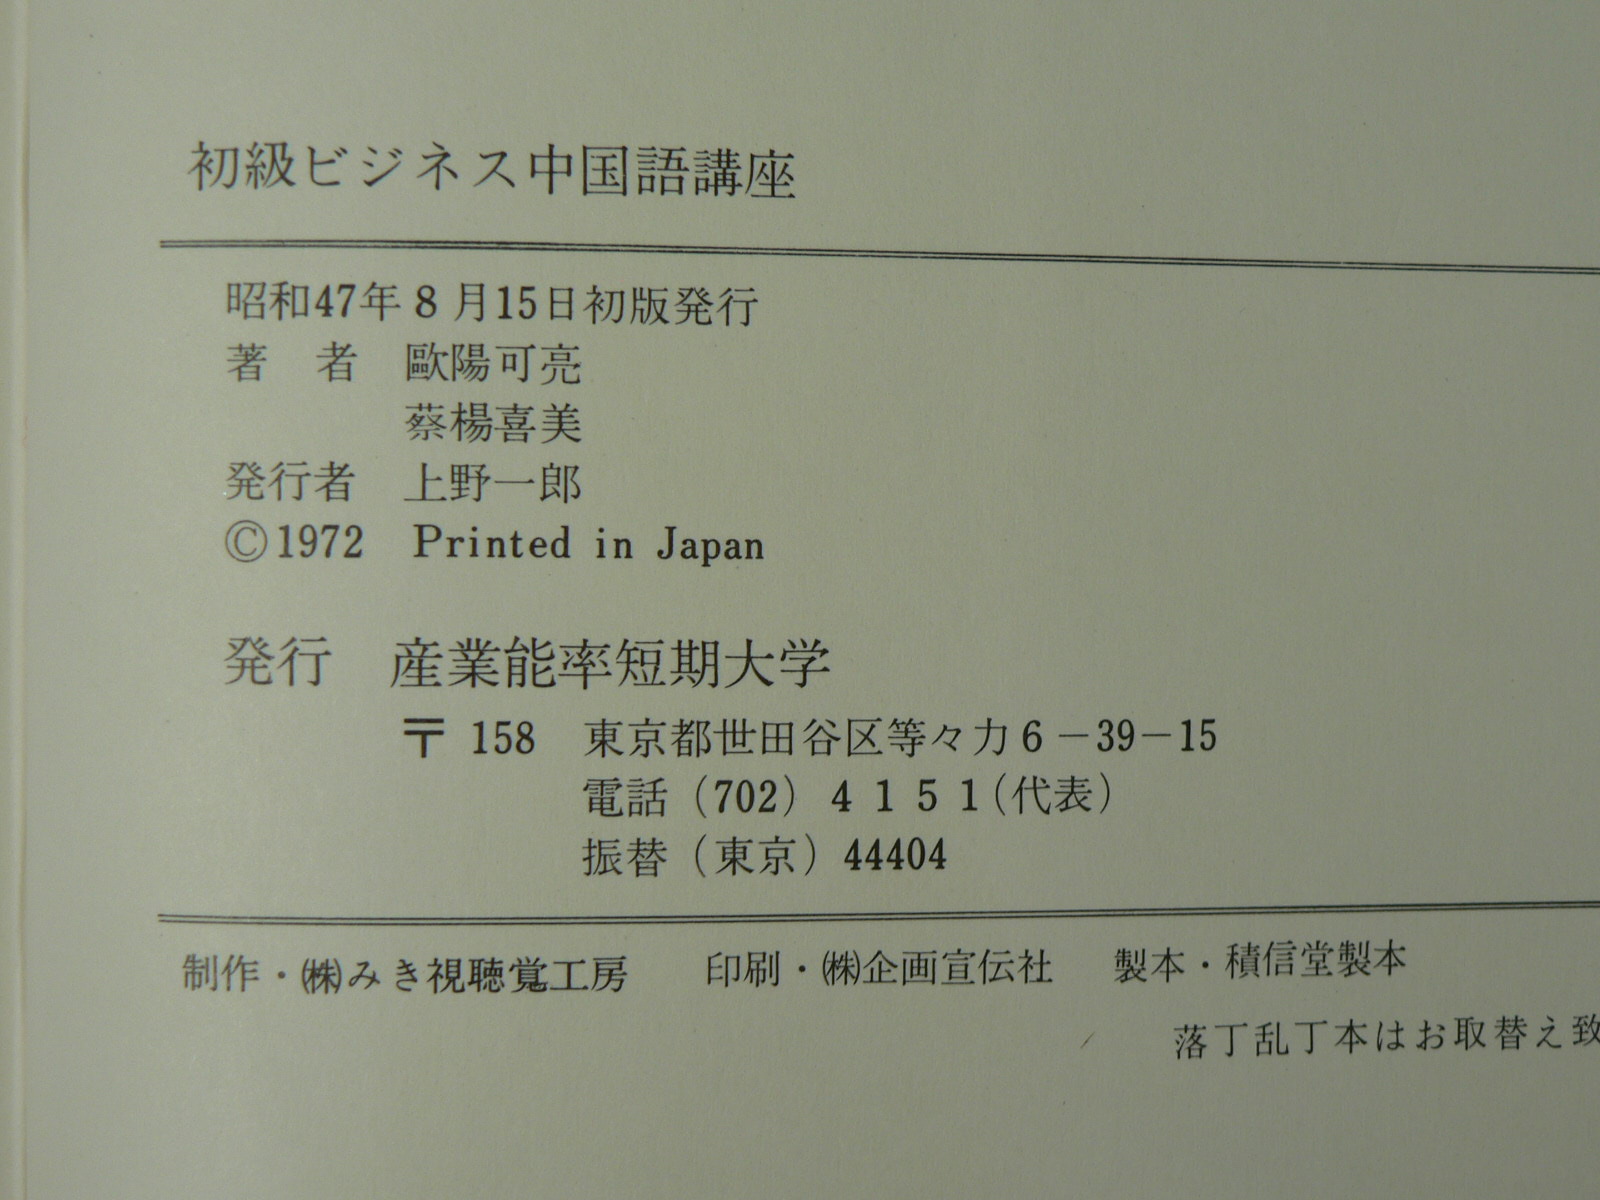 初級ビジネス中国語講座
昭和47年8月15日初版発行
著　者　歐陽可亮
蔡楊喜美
発行者　上野一郎
©1972　Printed in Japan
発行　産業能率短期大学
〒158　東京都世田谷区等々力6-39-15
電話（702）4151（代表）
振替（東京）44404
制作・㈱みき視聴覚工房　印刷・㈱企画宣伝社　製本・積信堂製本
落丁乱丁本はお取替え致